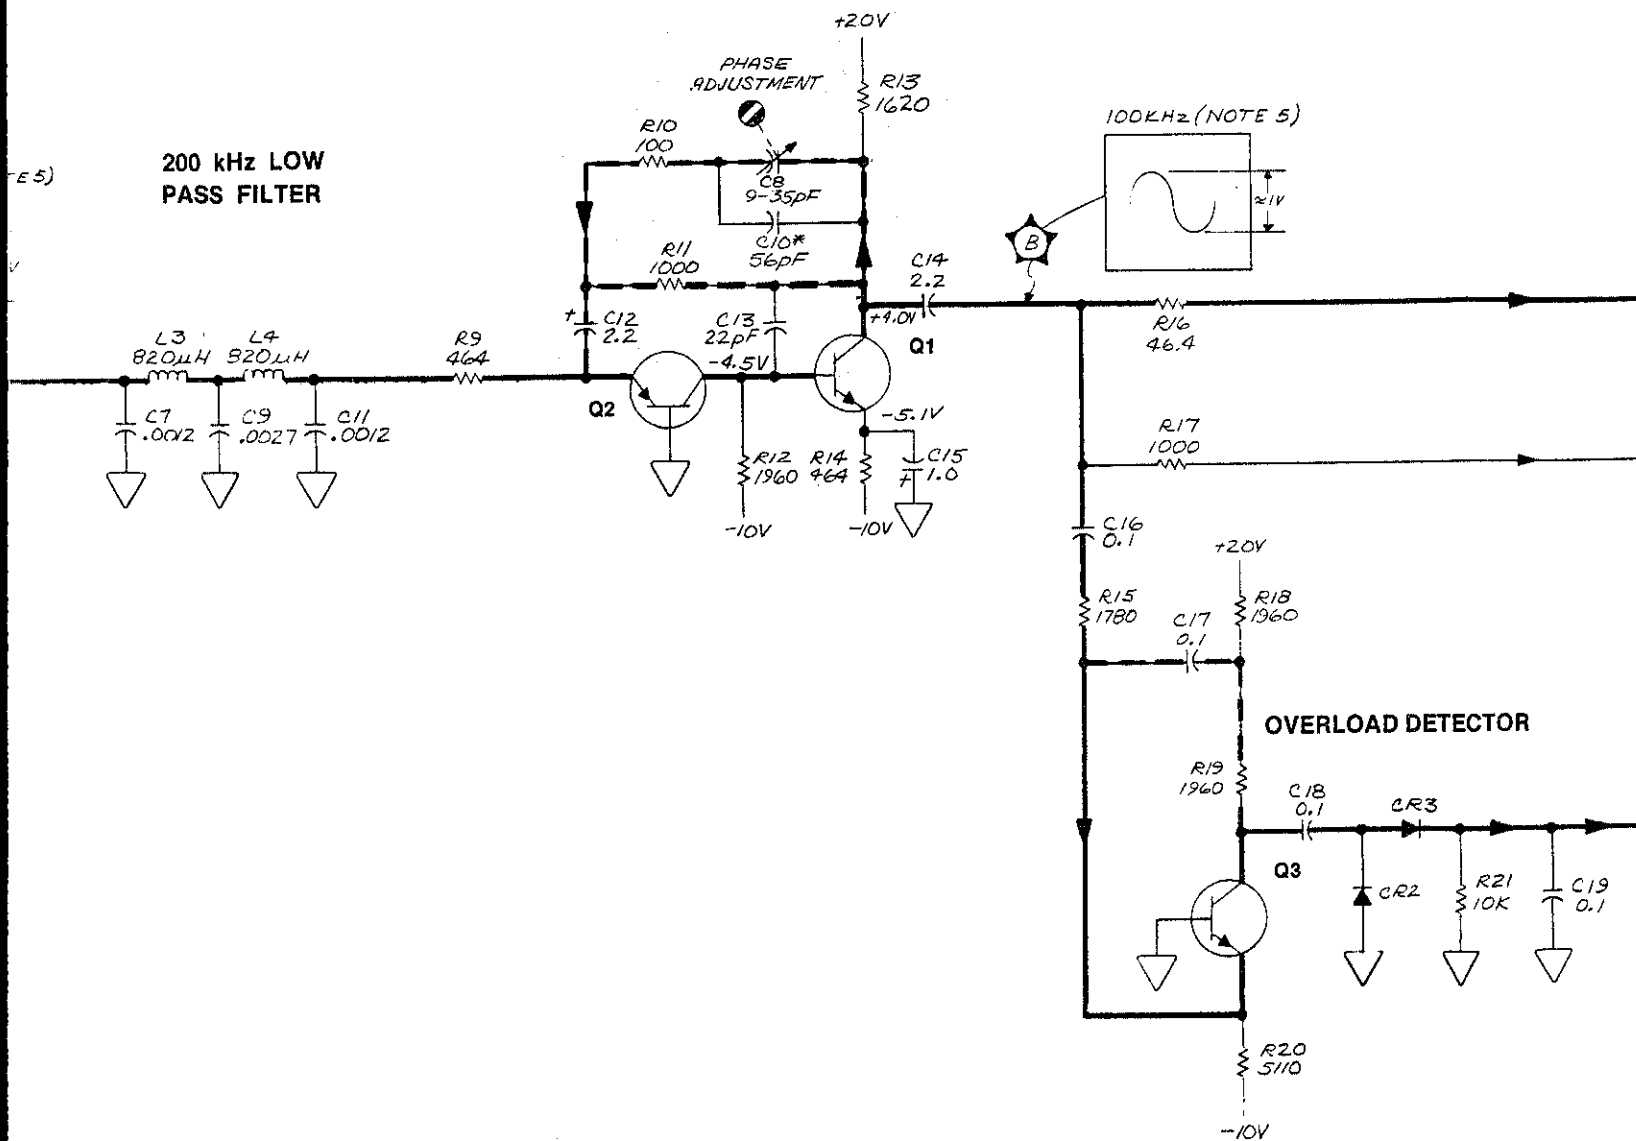 +20V
PHASE
ADJUSTMENT
R13
1620
100KHz (NOTE 5)
R10
100
200 kHz LOW
PASS FILTER
E 5)
C8
9-35pF
≈1V
C10*
56pF
B
R11
1000
V
C14
2.2
+4.0V
R16
46.4
Q1
+
C12
2.2
C13
22pF
-4.5V
L3
820μH
L4
820μH
R9
464
Q2
C7
.0012
C9
.0027
C11
.0012
-5.1V
R17
1000
R12
1960
R14
464
C15
+
1.0
-10V
-10V
C16
0.1
+20V
R15
1780
R18
1960
C17
0.1
OVERLOAD DETECTOR
R19
1960
C18
0.1
CR3
Q3
CR2
R21
10K
C19
0.1
R20
5110
-10V